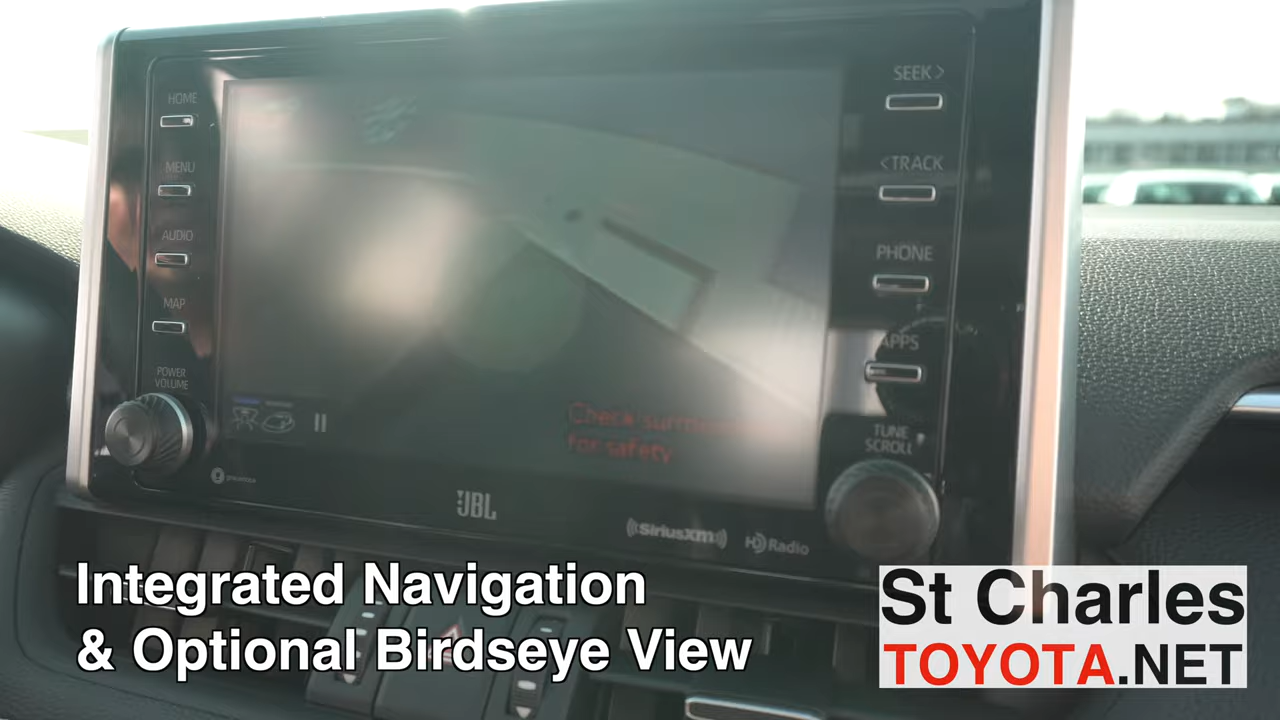 HOME
MENU
AUDIO
MAP
POWER
VOLUME
SEEK >
< TRACK
PHONE
APPS
TUNE
SCROLL
Check
for safety
JBL
SiriusXM
HD Radio
Integrated Navigation
& Optional Birdseye View
St Charles
TOYOTA.NET